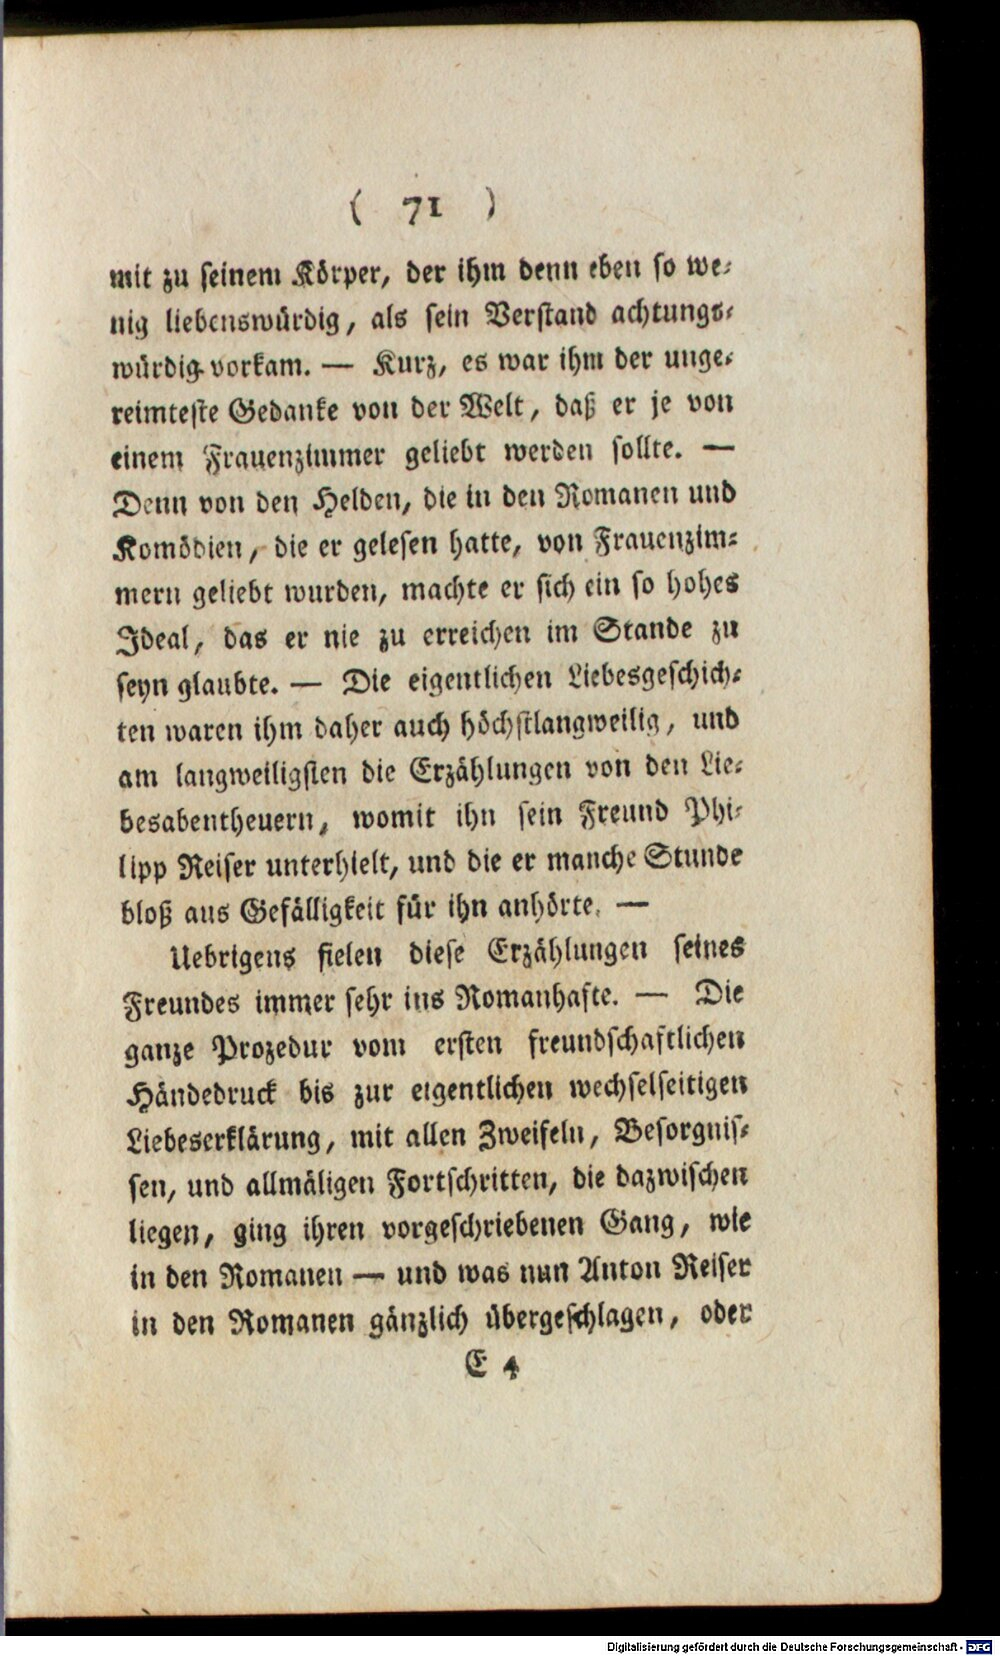 ( 71 )
mit zu seinem Körper, der ihm denn eben so we-
nig liebenswürdig, als sein Verstand achtungs-
würdig vorkam. — Kurz, es war ihm der unge-
reimteste Gedanke von der Welt, daß er je von
einem Frauenzimmer geliebt werden sollte. —
Denn von den Helden, die in den Romanen und
Komödien, die er gelesen hatte, von Frauenzim-
mern geliebt wurden, machte er sich ein so hohes
Ideal, das er nie zu erreichen im Stande zu
seyn glaubte. — Die eigentlichen Liebesgeschich-
ten waren ihm daher auch höchstlangweilig, und
am langweiligsten die Erzählungen von den Lie-
besabentheuern, womit ihn sein Freund Phi-
lipp Reiser unterhielt, und die er manche Stunde
bloß aus Gefälligkeit für ihn anhörte. —
Uebrigens fielen diese Erzählungen seines
Freundes immer sehr ins Romanhafte. — Die
ganze Prozedur vom ersten freundschaftlichen
Händedruck bis zur eigentlichen wechselseitigen
Liebeserklärung, mit allen Zweifeln, Besorgnis-
sen, und allmäligen Fortschritten, die dazwischen
liegen, ging ihren vorgeschriebenen Gang, wie
in den Romanen — und was nun Anton Reiser
in den Romanen gänzlich übergeschlagen, oder
E 4
Digitalisierung gefördert durch die Deutsche Forschungsgemeinschaft - DFG